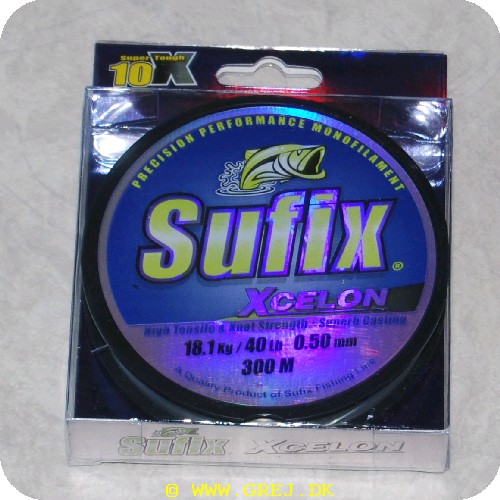 Super Tough
10X
PRECISION PERFORMANCE MONOFILAMENT
Sufix®
XCELON
High Tensile & Knot Strength - Superb Casting
18.1 Kg / 40 Lb 0.50 mm
300 M
A Quality Product of Sufix Fishing Line
Sufix XCELON
© WWW.GREJ.DK